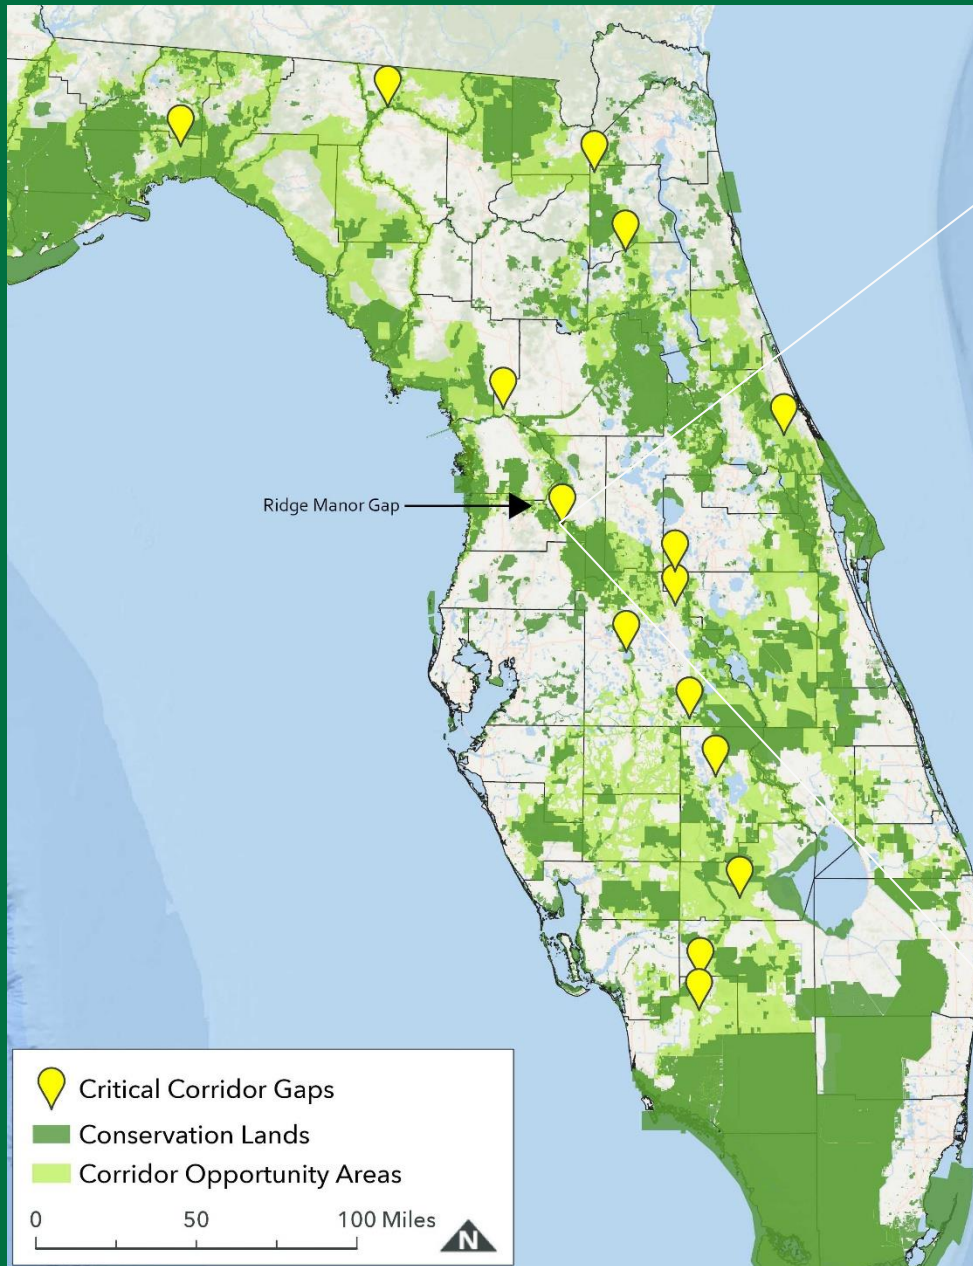 Ridge Manor Gap
Critical Corridor Gaps
Conservation Lands
Corridor Opportunity Areas
0 50 100 Miles
N